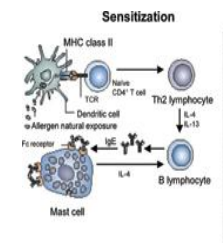 Sensitization
MHC class II
Naïve
CD4⁺ T cell
TCR
Dendritic cell
Allergen natural exposure
Th2 lymphocyte
IL-4
IL-13
Fc receptor
IgE
IL-4
B lymphocyte
Mast cell